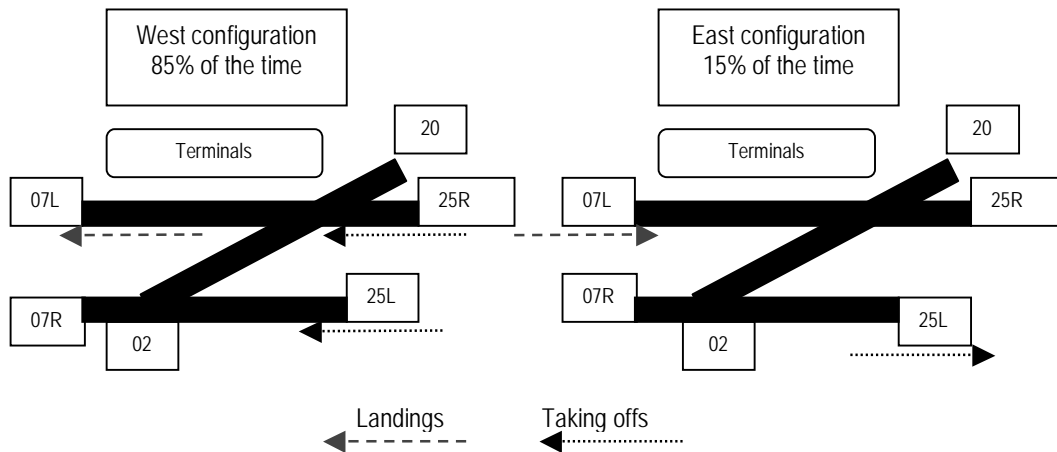 West configuration
85% of the time
East configuration
15% of the time
20
20
Terminals
Terminals
07L
25R
07L
25R
07R
25L
07R
25L
02
02
Landings
Taking offs